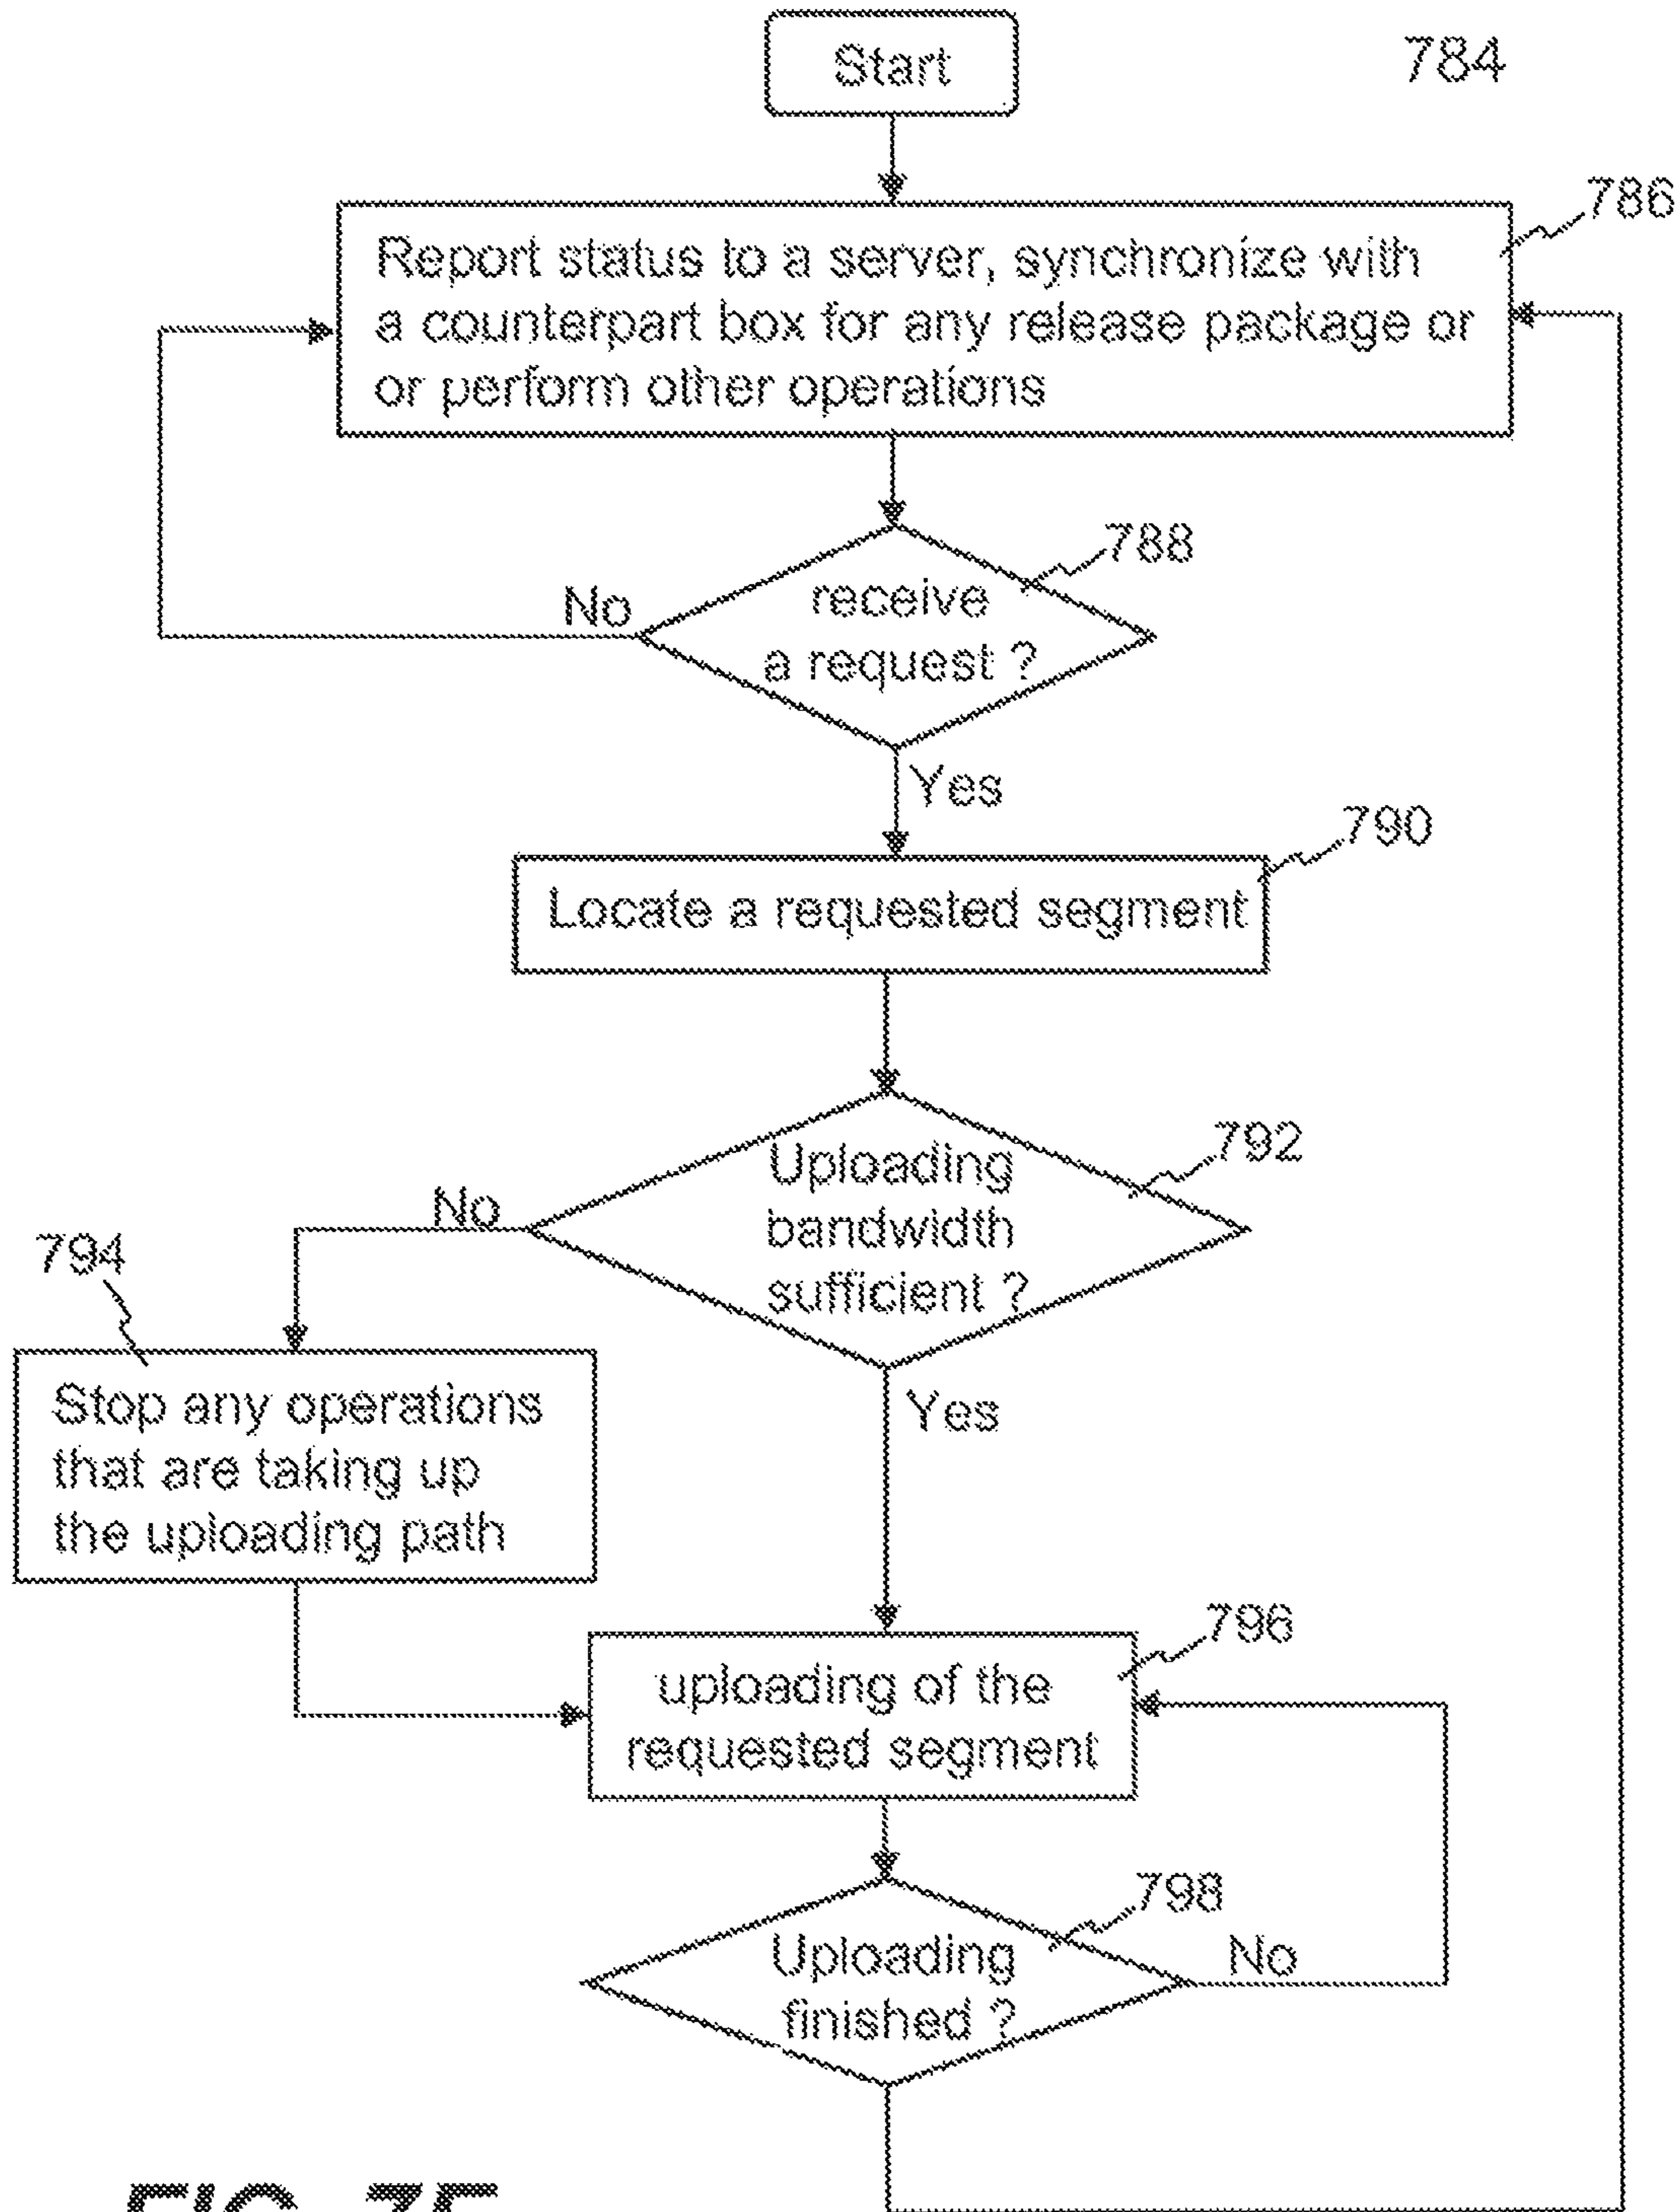 Start
784
786
Report status to a server, synchronize with
a counterpart box for any release package or
or perform other operations
788
No
receive
a request ?
Yes
790
Locate a requested segment
792
Uploading
bandwidth
sufficient ?
No
794
Stop any operations
that are taking up
the uploading path
Yes
796
uploading of the
requested segment
798
Uploading
finished ?
No